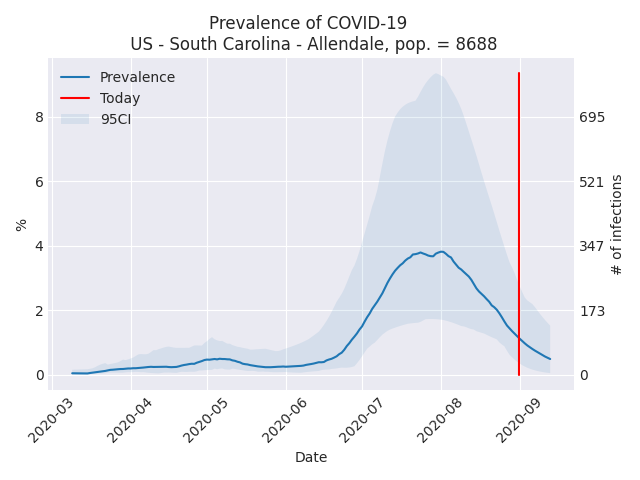 Prevalence of COVID-19
US - South Carolina - Allendale, pop. = 8688
Prevalence
Today
95CI
8
6
4
2
0
%
695
521
347
173
0
# of infections
2020-03
2020-04
2020-05
2020-06
2020-07
2020-08
2020-09
Date